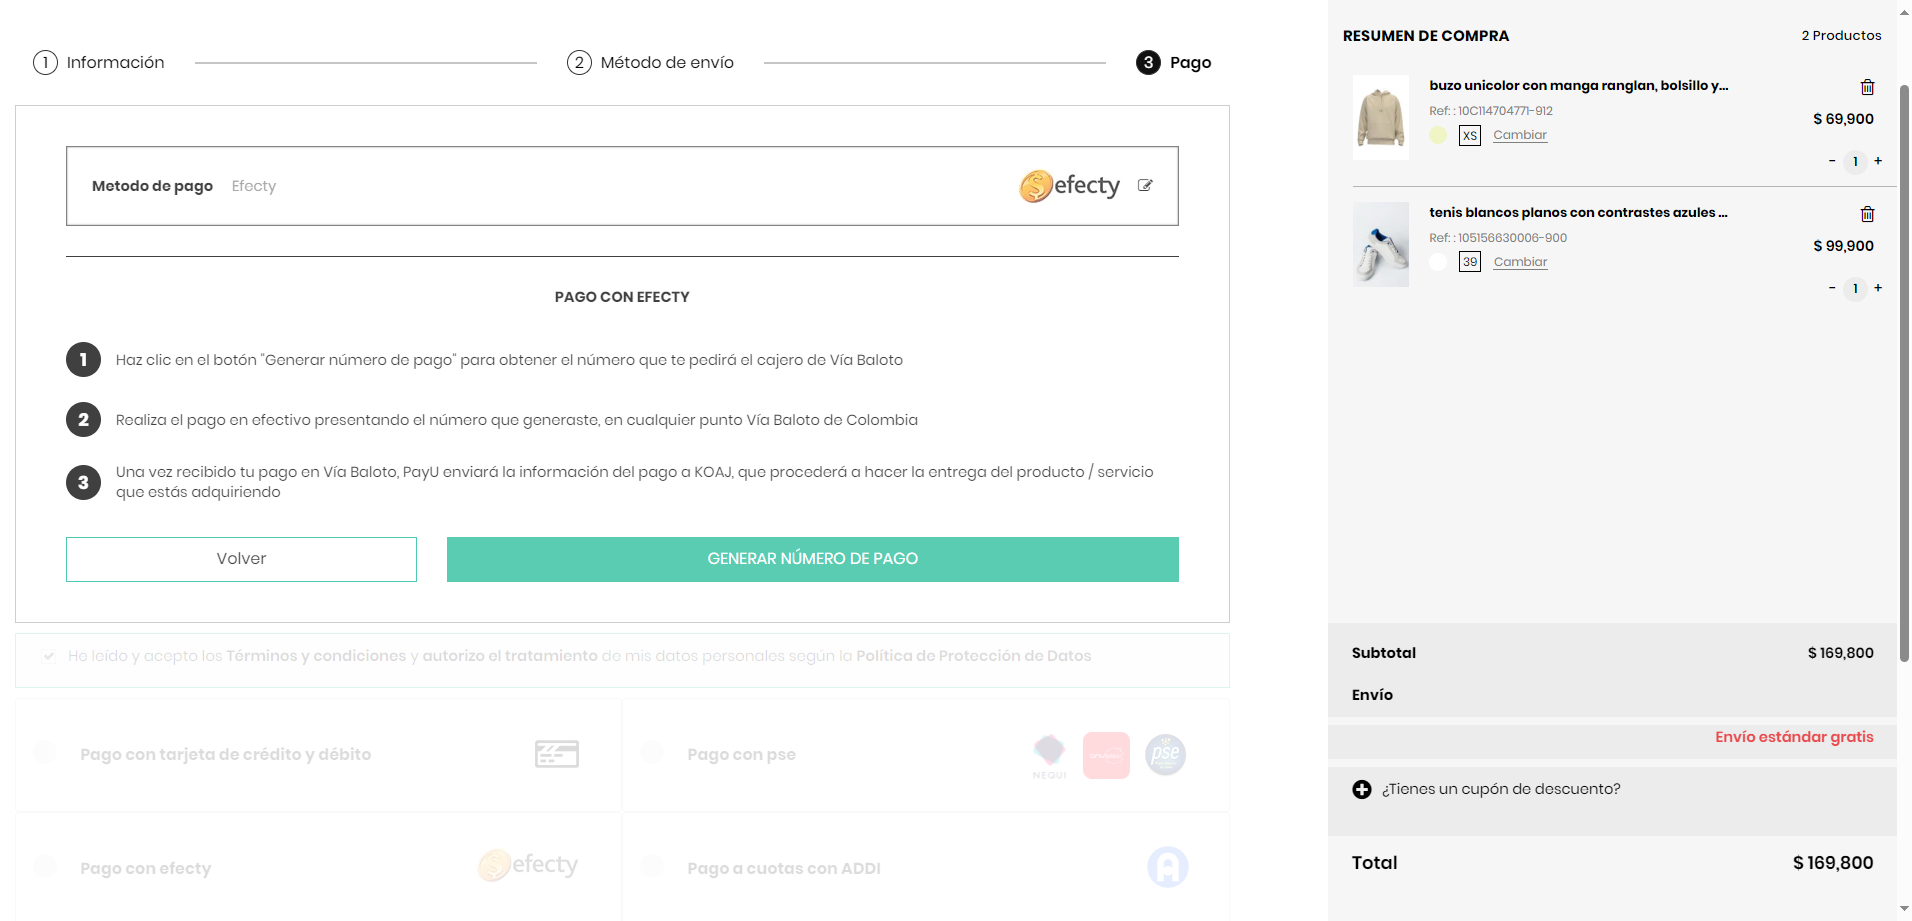 1 Información
2 Método de envío
3 Pago
Metodo de pago Efecty
efecty
PAGO CON EFECTY
1 Haz clic en el botón "Generar número de pago" para obtener el número que te pedirá el cajero de Vía Baloto
2 Realiza el pago en efectivo presentando el número que generaste, en cualquier punto Vía Baloto de Colombia
3 Una vez recibido tu pago en Vía Baloto, PayU enviará la información del pago a KOAJ, que procederá a hacer la entrega del producto / servicio
que estás adquiriendo
Volver
GENERAR NÚMERO DE PAGO
He leído y acepto los Términos y condiciones y autorizo el tratamiento de mis datos personales según la Política de Protección de Datos
Pago con tarjeta de crédito y débito
Pago con pse
NEQUI
pse
Pago con efecty
efecty
Pago a cuotas con ADDI
RESUMEN DE COMPRA
2 Productos
buzo unicolor con manga ranglan, bolsillo y...
Ref: : 10C114704771-912
$ 69,900
XS Cambiar
- 1 +
tenis blancos planos con contrastes azules ...
Ref: : 105156630006-900
$ 99,900
39 Cambiar
- 1 +
Subtotal $ 169,800
Envío
Envío estándar gratis
¿Tienes un cupón de descuento?
Total $ 169,800